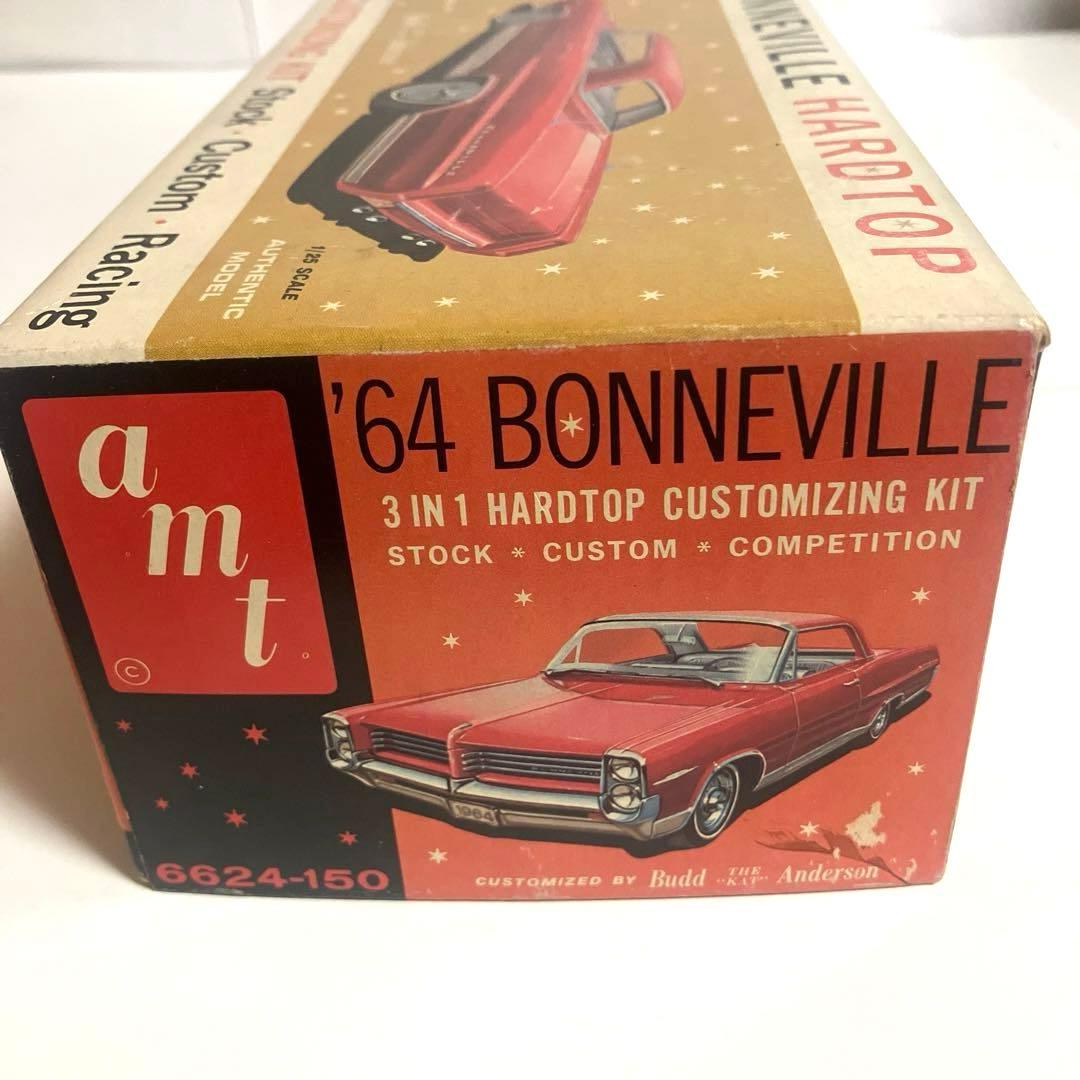 BONNEVILLE HARDTOP
KIT Stock · Custom · Racing
1/25 SCALE
AUTHENTIC
MODEL
amt
©
'64 BONNEVILLE
3 IN 1 HARDTOP CUSTOMIZING KIT
STOCK * CUSTOM * COMPETITION
1964
6624-150
CUSTOMIZED BY Budd THE "KAT" Anderson